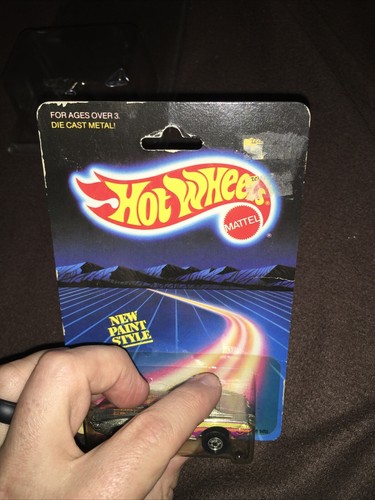 FOR AGES OVER 3.
DIE CAST METAL!
HOT WHEELS
MATTEL
NEW
PAINT
STYLE